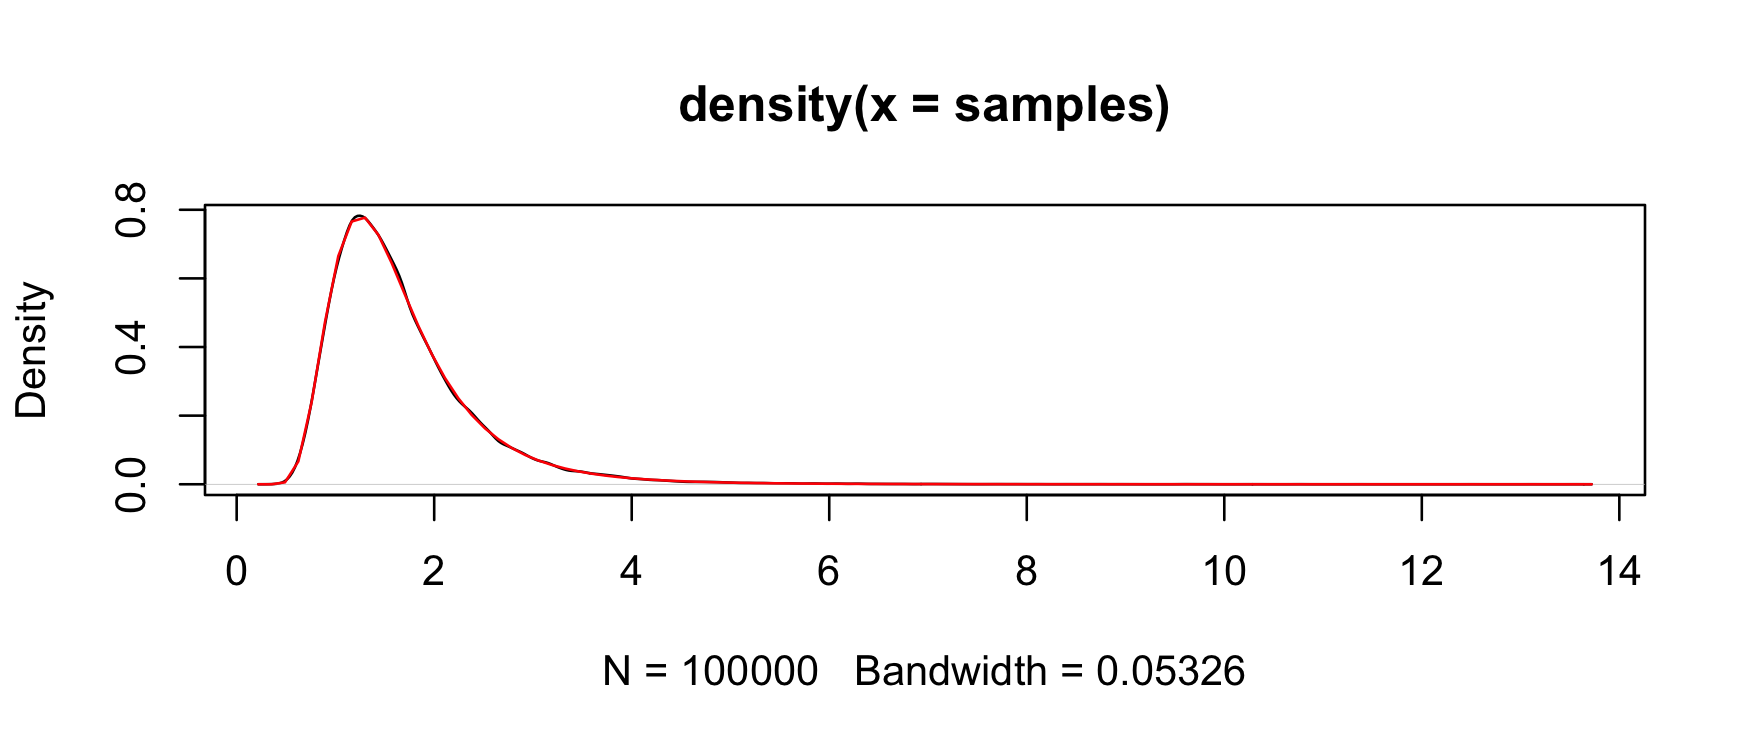 density(x = samples)
Density
0.0 0.4 0.8
0 2 4 6 8 10 12 14
N = 100000 Bandwidth = 0.05326